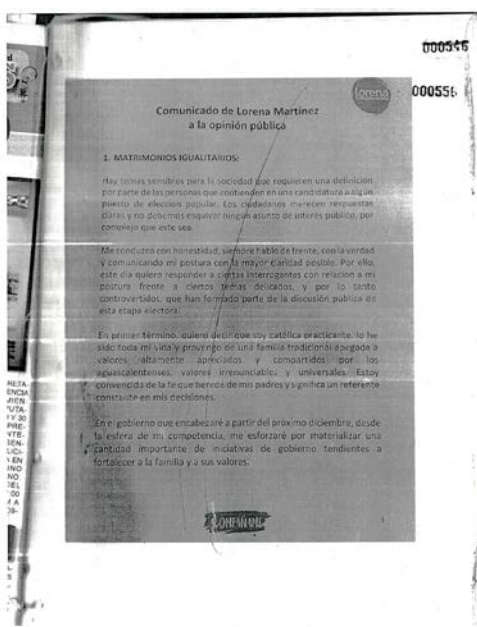 000546
000556
lorena
Comunicado de Lorena Martínez
a la opinión pública
1. MATRIMONIOS IGUALITARIOS:
Hay temas sensibles para la sociedad que requieren una definición
por parte de las personas que contienden en una candidatura a algún
puesto de elección popular. Los ciudadanos merecen respuestas
claras y no debemos esquivar ningún asunto de interés público, por
complejo que este sea.
Me conduzco con honestidad, siempre hablo de frente, con la verdad
y comunicando mi postura con la mayor claridad posible. Por ello,
este día quiero responder a ciertas interrogantes con relación a mi
postura frente a ciertos temas delicados, y por lo tanto
controvertidos, que han formado parte de la discusión pública de
esta etapa electoral.
En primer término, quiero decir que soy católica practicante, lo he
sido toda mi vida y provengo de una familia tradicional apegada a
valores altamente apreciados y compartidos por los
aguascalentenses, valores irrenunciables y universales. Estoy
convencida de la fe que heredé de mis padres y significa un referente
constante en mis decisiones.
En el gobierno que encabezaré a partir del próximo diciembre, desde
la esfera de mi competencia, me esforzaré por materializar una
cantidad importante de iniciativas de gobierno tendientes a
fortalecer a la familia y a sus valores.
1